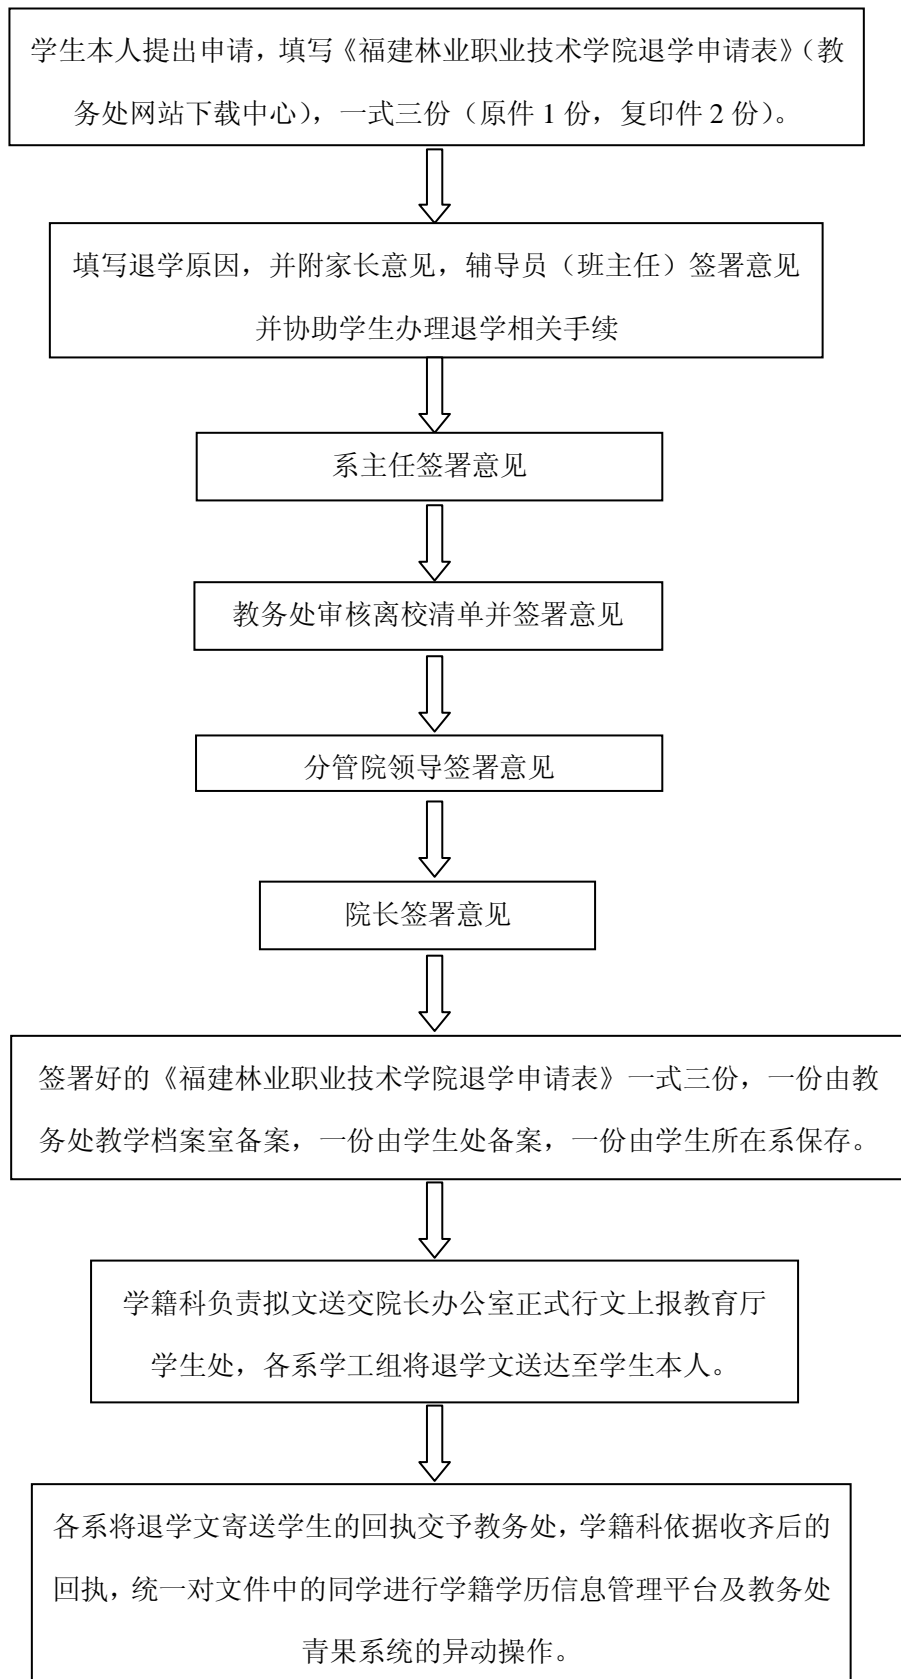 学生本人提出申请，填写《福建林业职业技术学院退学申请表》（教
务处网站下载中心），一式三份（原件 1 份，复印件 2 份）。
填写退学原因，并附家长意见，辅导员（班主任）签署意见
并协助学生办理退学相关手续
系主任签署意见
教务处审核离校清单并签署意见
分管院领导签署意见
院长签署意见
签署好的《福建林业职业技术学院退学申请表》一式三份，一份由教
务处教学档案室备案，一份由学生处备案，一份由学生所在系保存。
学籍科负责拟文送交院长办公室正式行文上报教育厅
学生处，各系学工组将退学文送达至学生本人。
各系将退学文寄送学生的回执交予教务处，学籍科依据收齐后的
回执，统一对文件中的同学进行学籍学历信息管理平台及教务处
青果系统的异动操作。